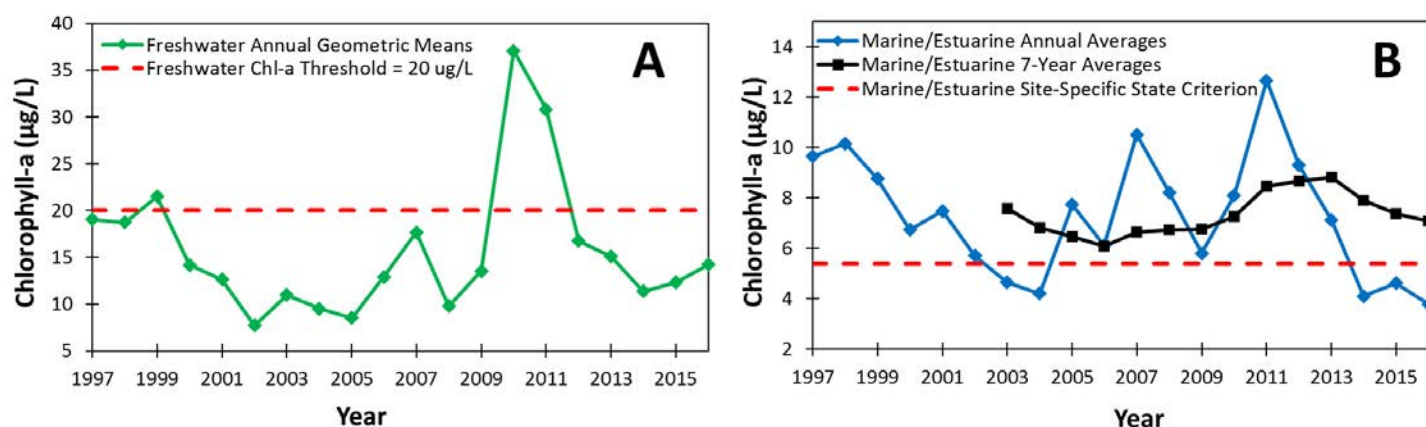 40
35
30
25
20
15
10
5
Chlorophyll-a (µg/L)
Freshwater Annual Geometric Means
Freshwater Chl-a Threshold = 20 ug/L
A
1997 1999 2001 2003 2005 2007 2009 2011 2013 2015
Year
14
12
10
8
6
4
2
Chlorophyll-a (µg/L)
Marine/Estuarine Annual Averages
Marine/Estuarine 7-Year Averages
Marine/Estuarine Site-Specific State Criterion
B
1997 1999 2001 2003 2005 2007 2009 2011 2013 2015
Year